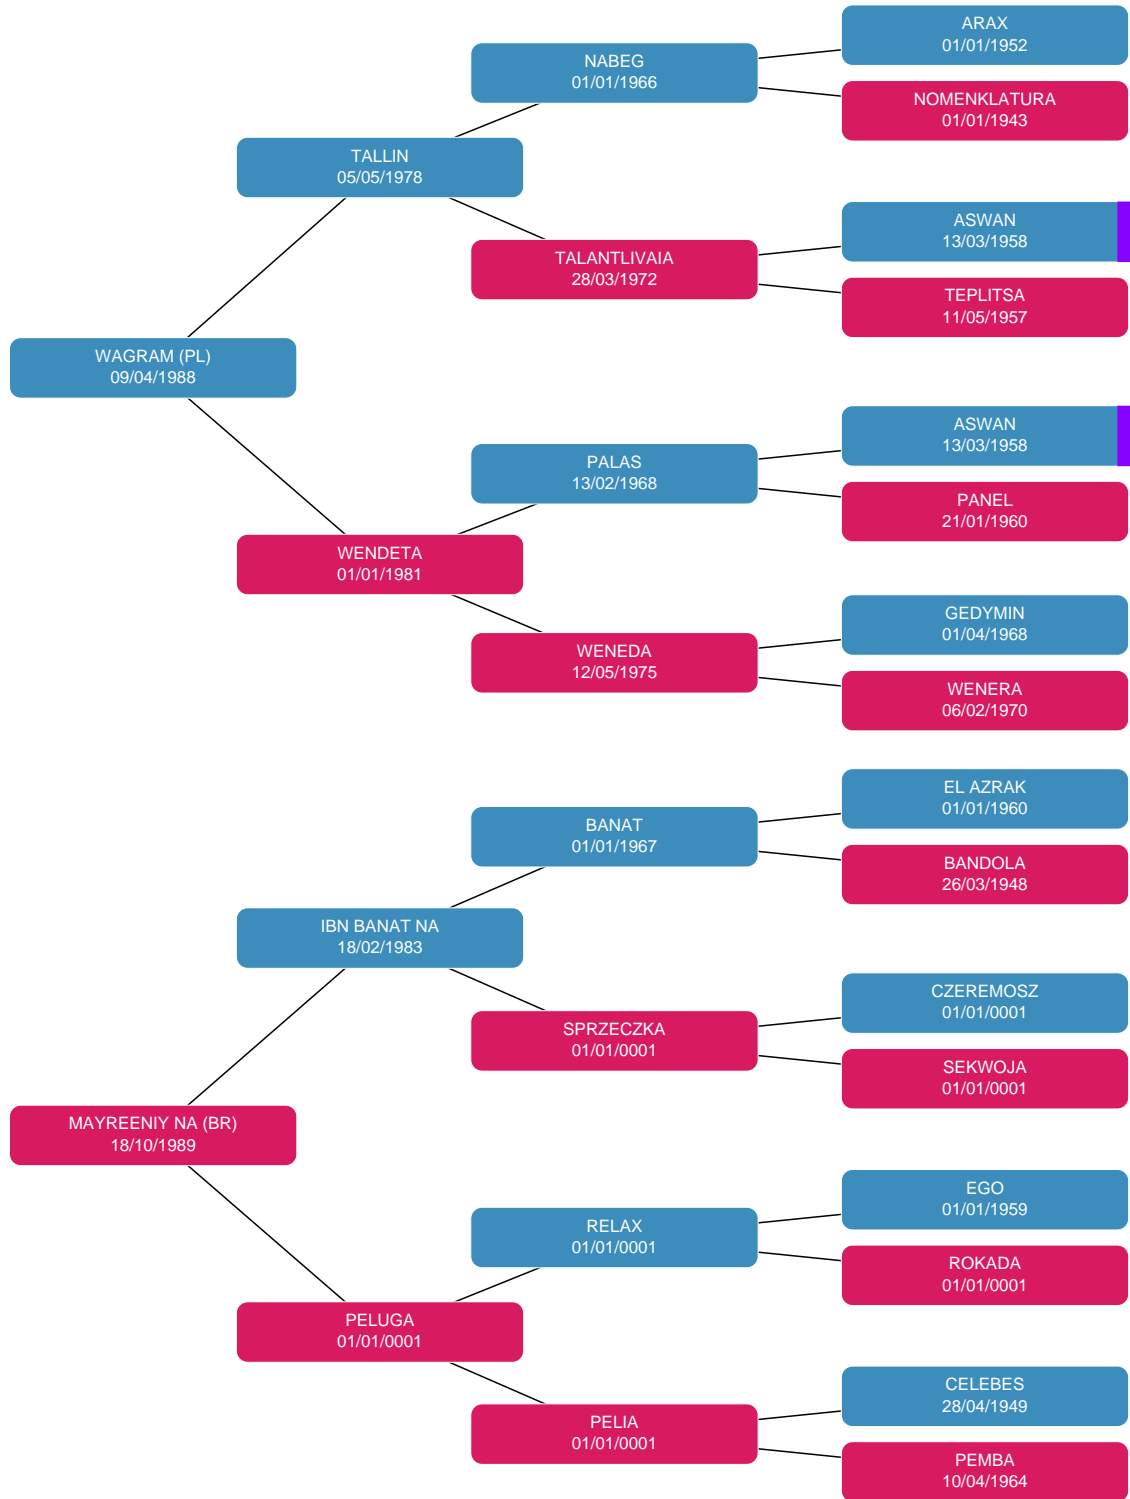 ARAX
01/01/1952
NABEG
01/01/1966
NOMENKLATURA
01/01/1943
TALLIN
05/05/1978
ASWAN
13/03/1958
TALANTLIVAIA
28/03/1972
TEPLITSA
11/05/1957
WAGRAM (PL)
09/04/1988
ASWAN
13/03/1958
PALAS
13/02/1968
PANEL
21/01/1960
WENDETA
01/01/1981
GEDYMIN
01/04/1968
WENEDA
12/05/1975
WENERA
06/02/1970
EL AZRAK
01/01/1960
BANAT
01/01/1967
BANDOLA
26/03/1948
IBN BANAT NA
18/02/1983
CZEREMOSZ
01/01/0001
SPRZECZKA
01/01/0001
SEKWOJA
01/01/0001
MAYREENIY NA (BR)
18/10/1989
EGO
01/01/1959
RELAX
01/01/0001
ROKADA
01/01/0001
PELUGA
01/01/0001
CELEBES
28/04/1949
PELIA
01/01/0001
PEMBA
10/04/1964